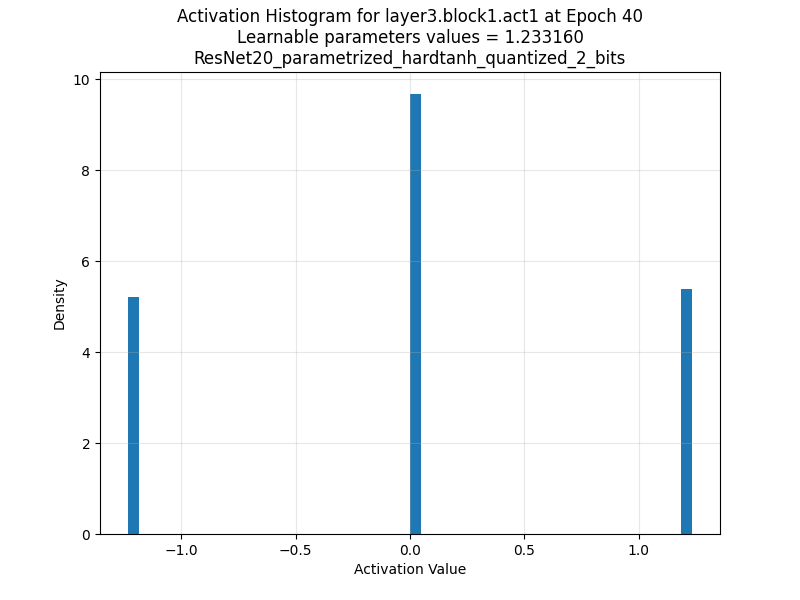 Activation Histogram for layer3.block1.act1 at Epoch 40
Learnable parameters values = 1.233160
ResNet20_parametrized_hardtanh_quantized_2_bits
10
8
6
4
2
0
Density
−1.0
−0.5
0.0
0.5
1.0
Activation Value